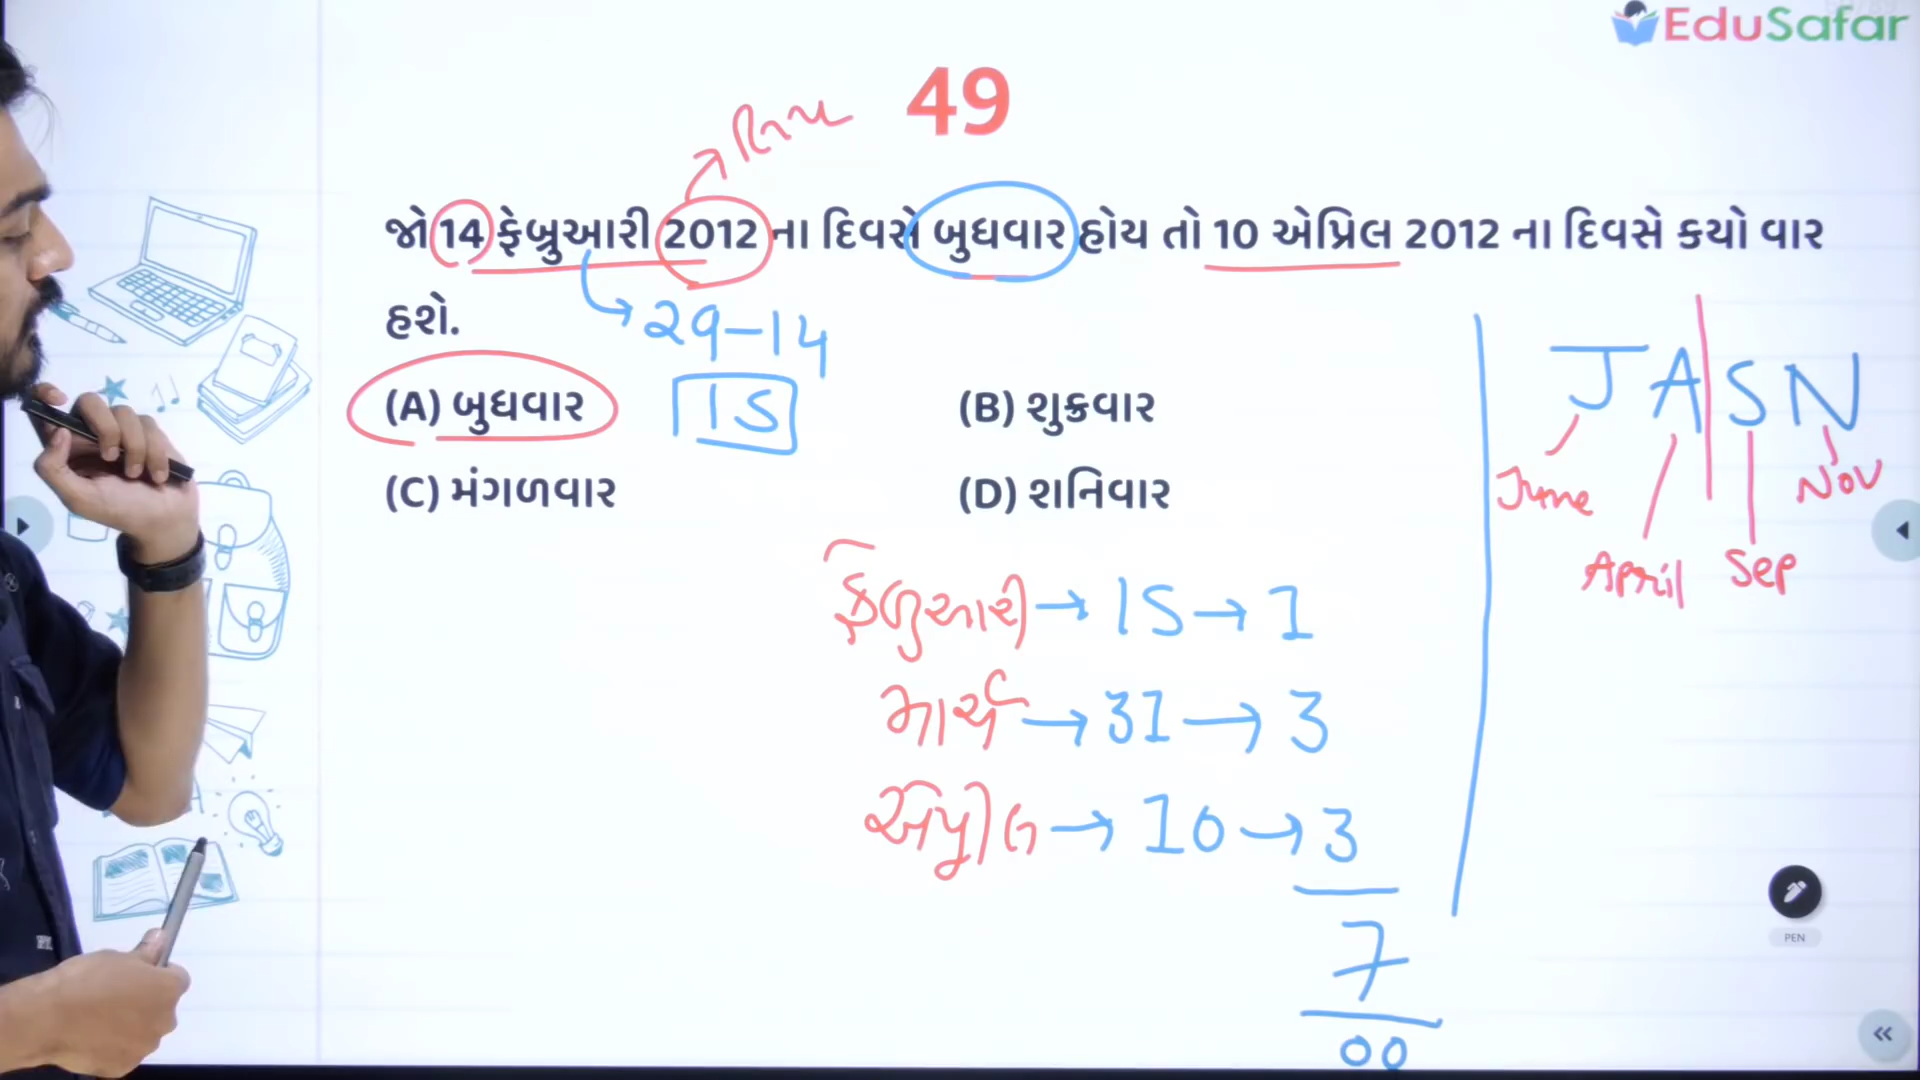 EduSafar
49
જો 14 ફેબ્રુઆરી 2012 ના દિવસે બુધવાર હોય તો 10 એપ્રિલ 2012 ના દિવસે કયો વાર
હશે.
29-14
15
(A) બુધવાર
(B) શુક્રવાર
(C) મંગળવાર
(D) શનિવાર
J A S N
June
April
Sep
Nov
ફેબ્રુઆરી → 15 → 1
માર્ચ → 31 → 3
એપ્રીલ → 10 → 3
7
00
PEN